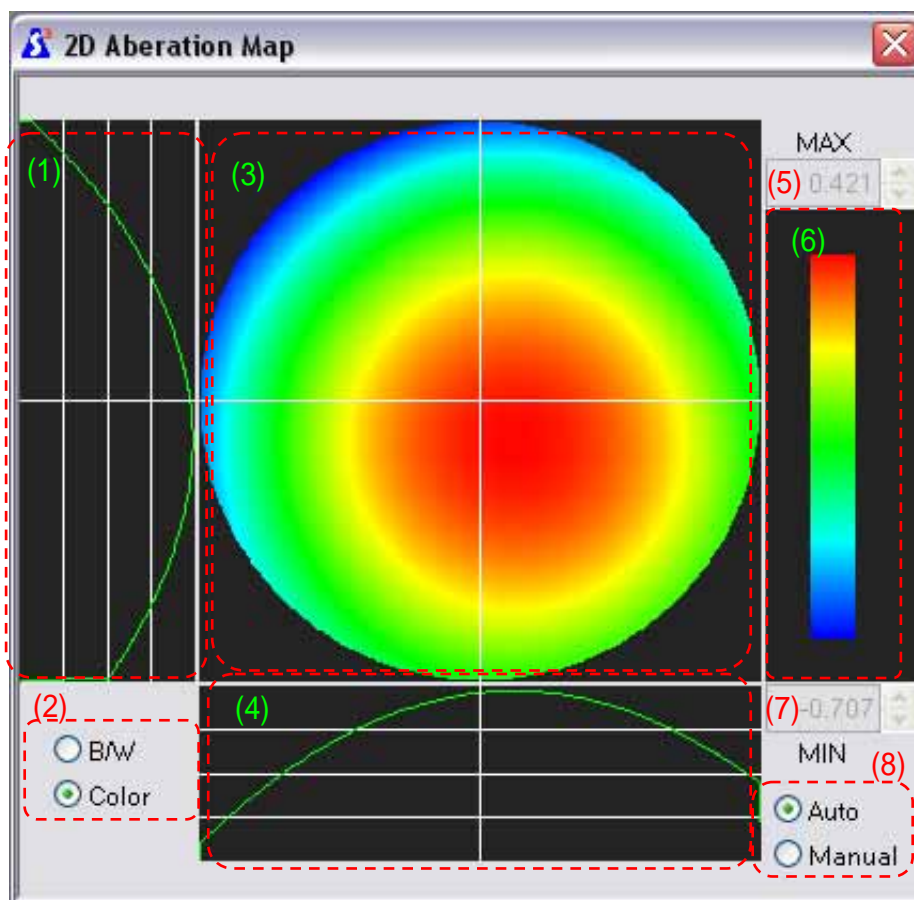 2D Aberation Map
MAX
(1)
(3)
(5) 0.421
(6)
(2)
(4)
(7) -0.707
B/W
MIN
(8)
Color
Auto
Manual